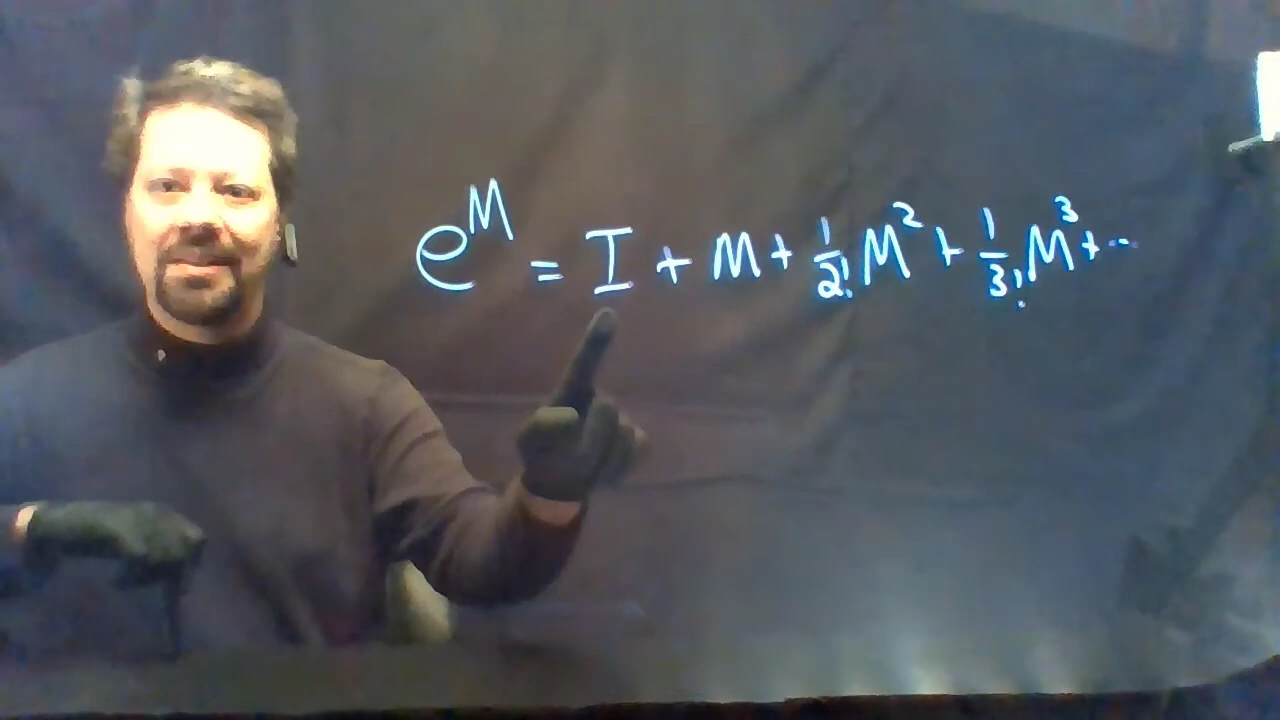 e^M = I + M + 1/2! M^2 + 1/3! M^3 + ...